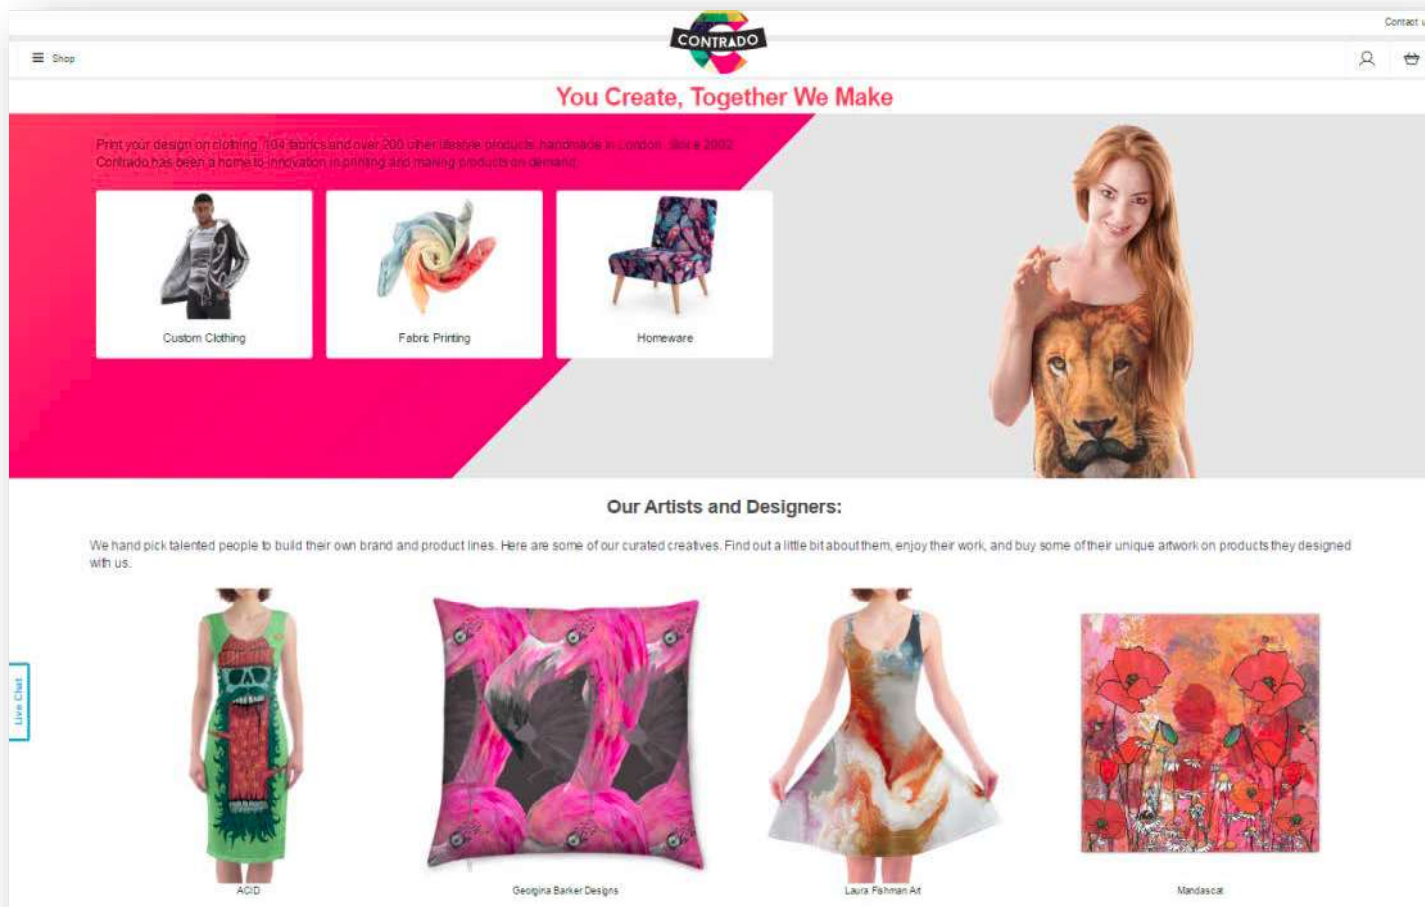 Contact u
CONTRADO
Shop
You Create, Together We Make
Print your design on clothing, 104 fabrics and over 200 other lifestyle products, handmade in London. Since 2002
Contrado has been a home to innovation in printing and making products on demand.
Custom Clothing
Fabric Printing
Homeware
Our Artists and Designers:
We hand pick talented people to build their own brand and product lines. Here are some of our curated creatives. Find out a little bit about them, enjoy their work, and buy some of their unique artwork on products they designed
with us.
Live Chat
ACID
Georgina Barker Designs
Laura Fishman Art
Mandascat